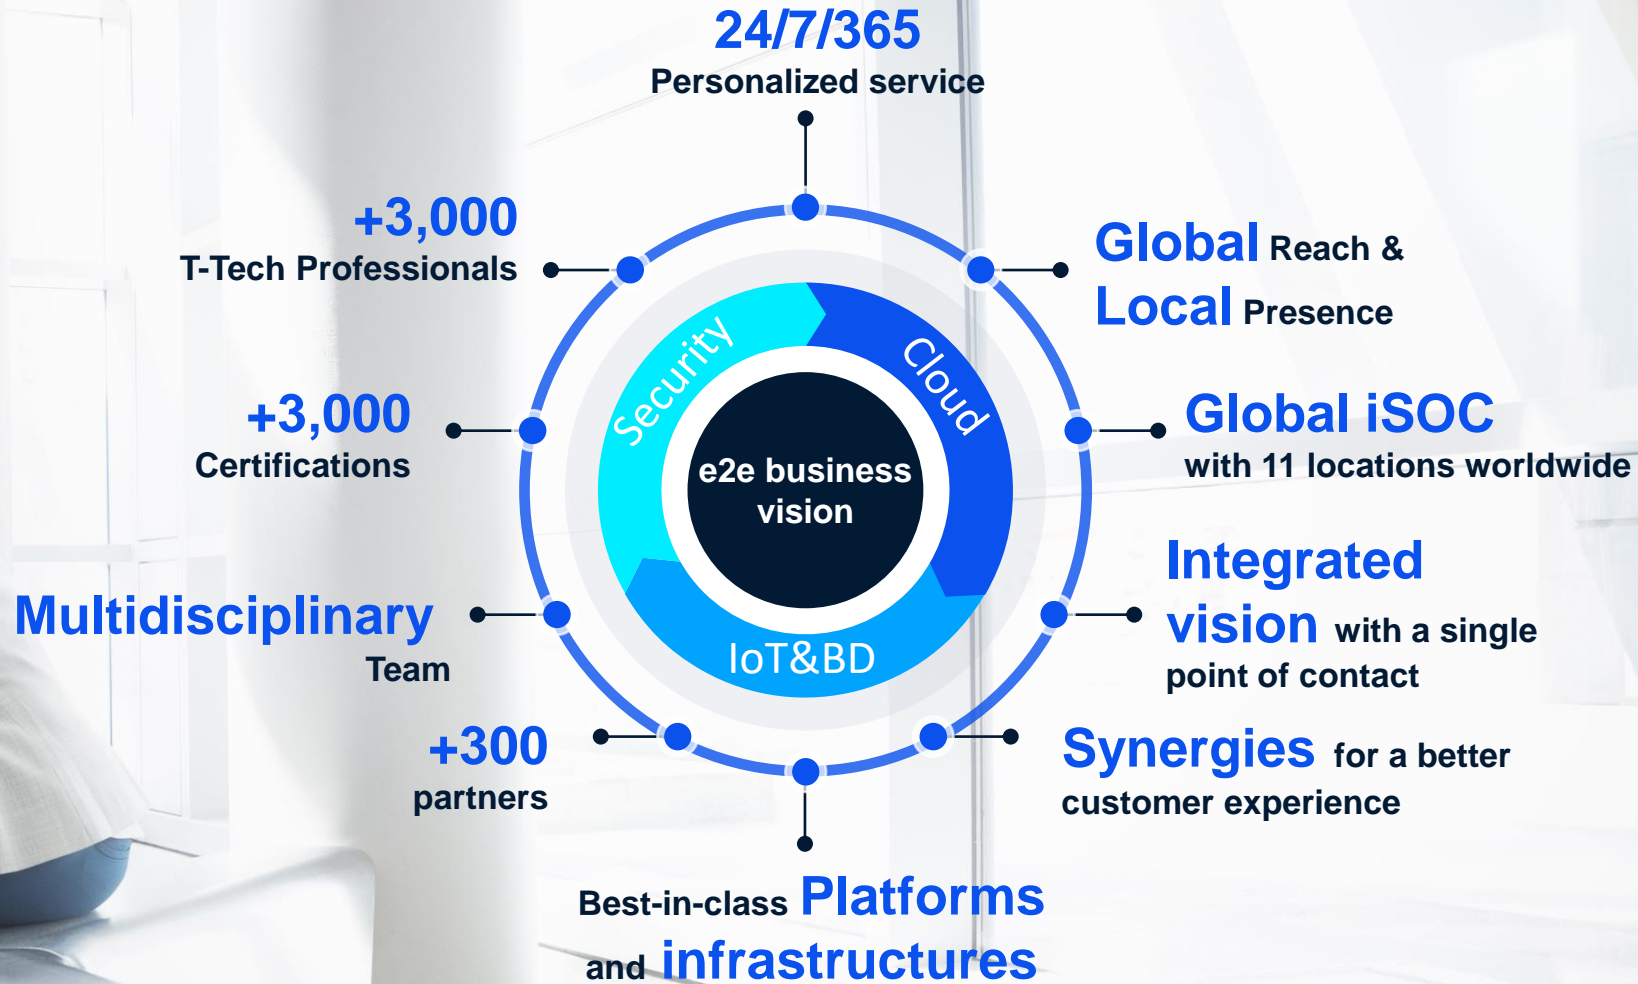 24/7/365
Personalized service
+3,000
T-Tech Professionals
Global Reach &
Local Presence
+3,000
Certifications
Global iSOC
with 11 locations worldwide
Security
Cloud
e2e business
vision
IoT&BD
Multidisciplinary
Team
Integrated
vision with a single
point of contact
+300
partners
Synergies for a better
customer experience
Best-in-class Platforms
and infrastructures